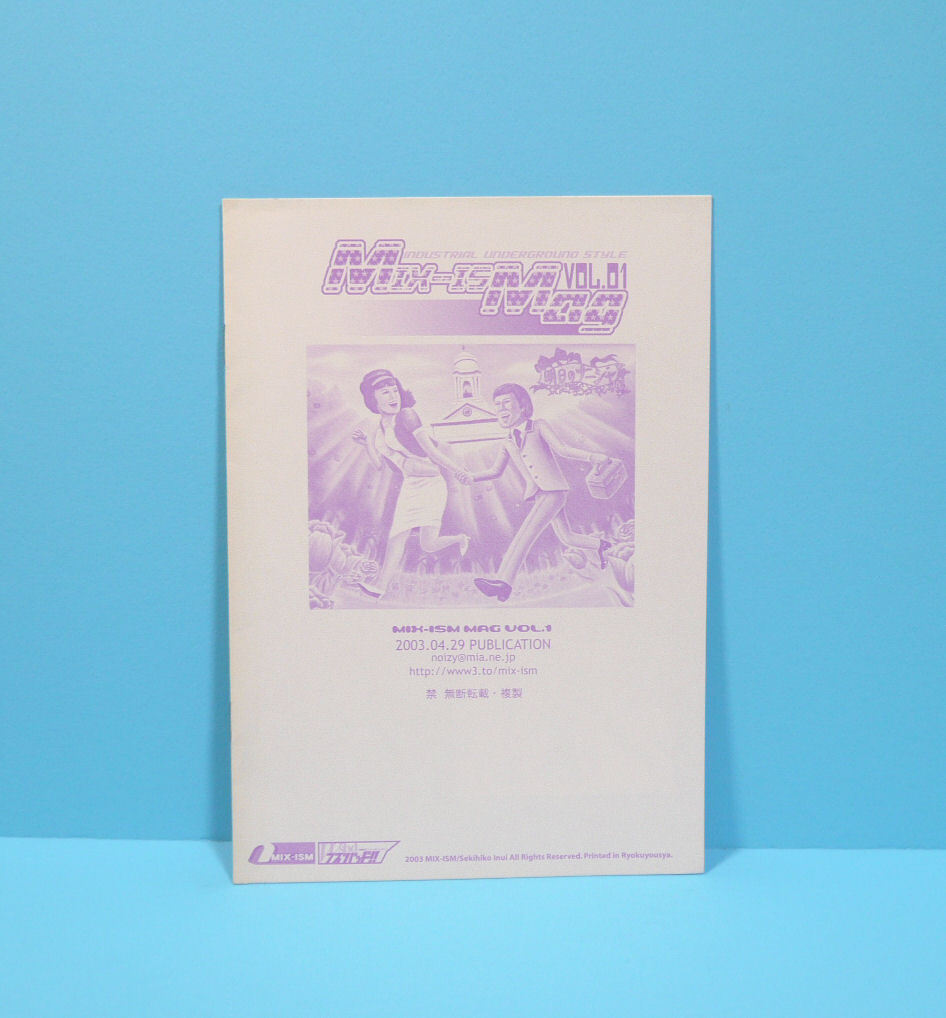 INDUSTRIAL UNDERGROUND STYLE
MIX-ISM Mag VOL.01
MIX-ISM MAG VOL.1
2003.04.29 PUBLICATION
noizy@mia.ne.jp
http://www3.to/mix-ism
禁 無断転載・複製
MIX-ISM
2003 MIX-ISM/Sekihiko Inui All Rights Reserved. Printed in Ryokuyousya.